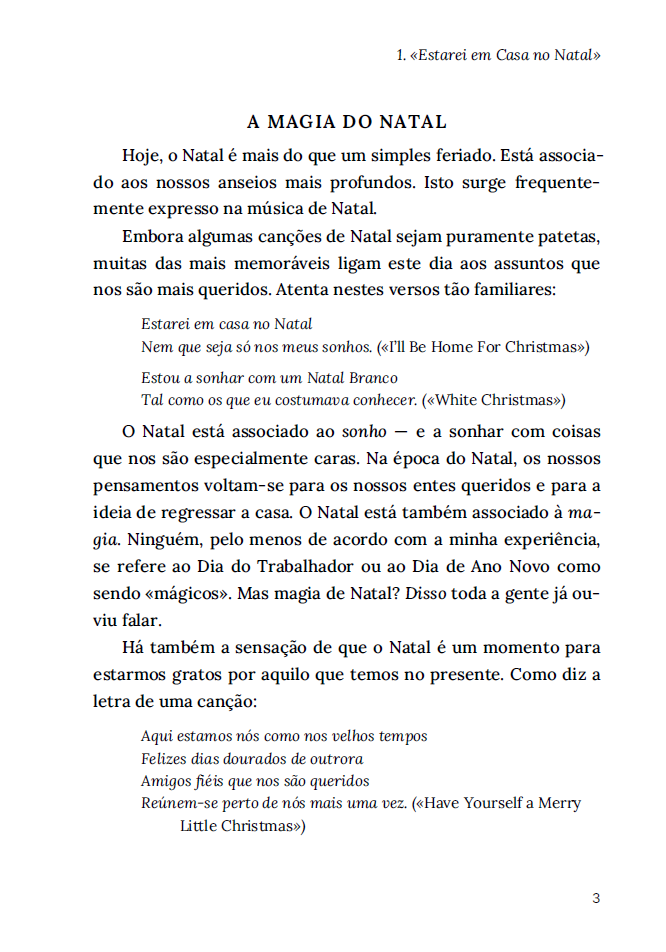 1. «Estarei em Casa no Natal»
A MAGIA DO NATAL
Hoje, o Natal é mais do que um simples feriado. Está associa-
do aos nossos anseios mais profundos. Isto surge frequente-
mente expresso na música de Natal.
Embora algumas canções de Natal sejam puramente patetas,
muitas das mais memoráveis ligam este dia aos assuntos que
nos são mais queridos. Atenta nestes versos tão familiares:
Estarei em casa no Natal
Nem que seja só nos meus sonhos. («I’ll Be Home For Christmas»)
Estou a sonhar com um Natal Branco
Tal como os que eu costumava conhecer. («White Christmas»)
O Natal está associado ao sonho — e a sonhar com coisas
que nos são especialmente caras. Na época do Natal, os nossos
pensamentos voltam-se para os nossos entes queridos e para a
ideia de regressar a casa. O Natal está também associado à ma-
gia. Ninguém, pelo menos de acordo com a minha experiência,
se refere ao Dia do Trabalhador ou ao Dia de Ano Novo como
sendo «mágicos». Mas magia de Natal? Disso toda a gente já ou-
viu falar.
Há também a sensação de que o Natal é um momento para
estarmos gratos por aquilo que temos no presente. Como diz a
letra de uma canção:
Aqui estamos nós como nos velhos tempos
Felizes dias dourados de outrora
Amigos fiéis que nos são queridos
Reúnem-se perto de nós mais uma vez. («Have Yourself a Merry
Little Christmas»)
3